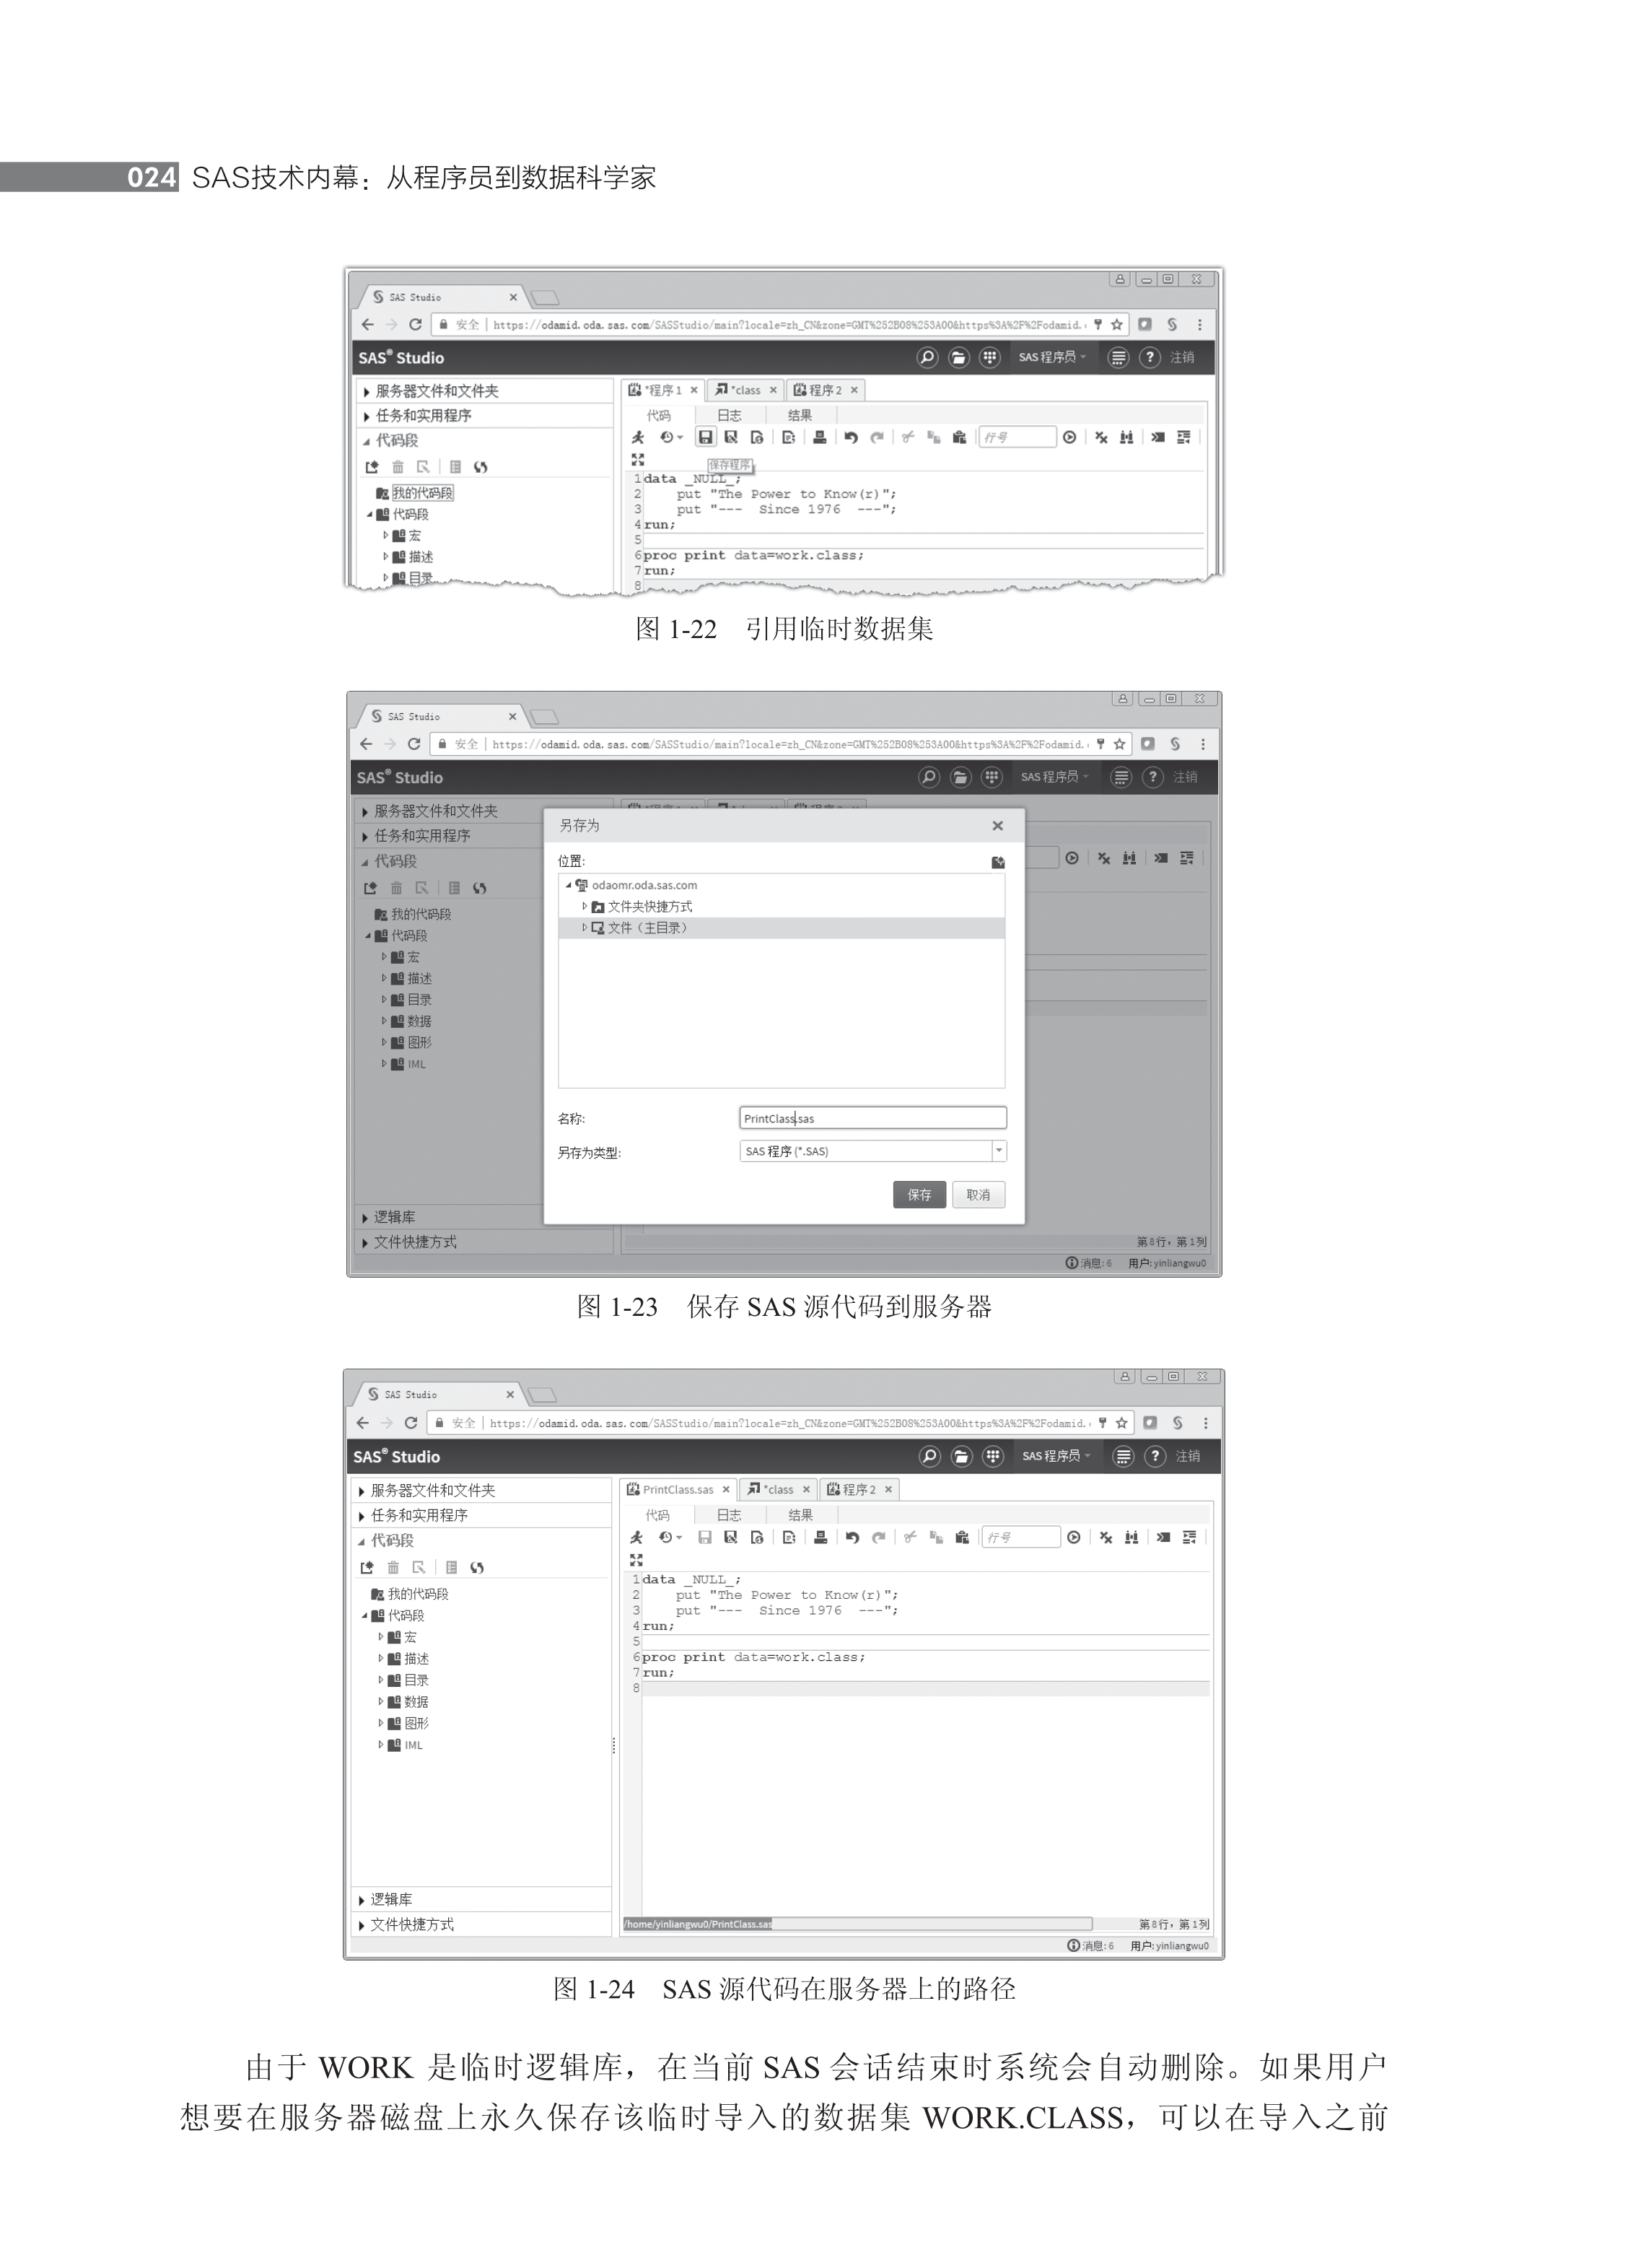 024 SAS技术内幕：从程序员到数据科学家
SAS Studio
安全 | https://odamid.oda.sas.com/SASStudio/main?locale=zh_CN&zone=GMT%252B08%253A00&https%3A%2F%2Fodamid.
SAS® Studio SAS 程序员 ? 注销
服务器文件和文件夹
任务和实用程序
代码段
我的代码段
代码段
宏
描述
目录
*程序 1 *class 程序 2
代码 日志 结果
行号
保存程序
1 data _NULL_;
2 put "The Power to Know(r)";
3 put "--- Since 1976 ---";
4 run;
5
6 proc print data=work.class;
7 run;
8
图 1-22 引用临时数据集
SAS Studio
安全 | https://odamid.oda.sas.com/SASStudio/main?locale=zh_CN&zone=GMT%252B08%253A00&https%3A%2F%2Fodamid.
SAS® Studio SAS 程序员 ? 注销
服务器文件和文件夹
任务和实用程序
代码段
我的代码段
代码段
宏
描述
目录
数据
图形
IML
逻辑库
文件快捷方式
另存为
位置:
odaomr.oda.sas.com
文件夹快捷方式
文件（主目录）
名称: PrintClass.sas
另存为类型: SAS 程序 (*.SAS)
保存 取消
第 8 行，第 1 列
消息: 6 用户: yinliangwu0
图 1-23 保存 SAS 源代码到服务器
SAS Studio
安全 | https://odamid.oda.sas.com/SASStudio/main?locale=zh_CN&zone=GMT%252B08%253A00&https%3A%2F%2Fodamid.
SAS® Studio SAS 程序员 ? 注销
服务器文件和文件夹
任务和实用程序
代码段
我的代码段
代码段
宏
描述
目录
数据
图形
IML
逻辑库
文件快捷方式
PrintClass.sas *class 程序 2
代码 日志 结果
行号
1 data _NULL_;
2 put "The Power to Know(r)";
3 put "--- Since 1976 ---";
4 run;
5
6 proc print data=work.class;
7 run;
8
/home/yinliangwu0/PrintClass.sas 第 8 行，第 1 列
消息: 6 用户: yinliangwu0
图 1-24 SAS 源代码在服务器上的路径
由于 WORK 是临时逻辑库，在当前 SAS 会话结束时系统会自动删除。如果用户
想要在服务器磁盘上永久保存该临时导入的数据集 WORK.CLASS，可以在导入之前